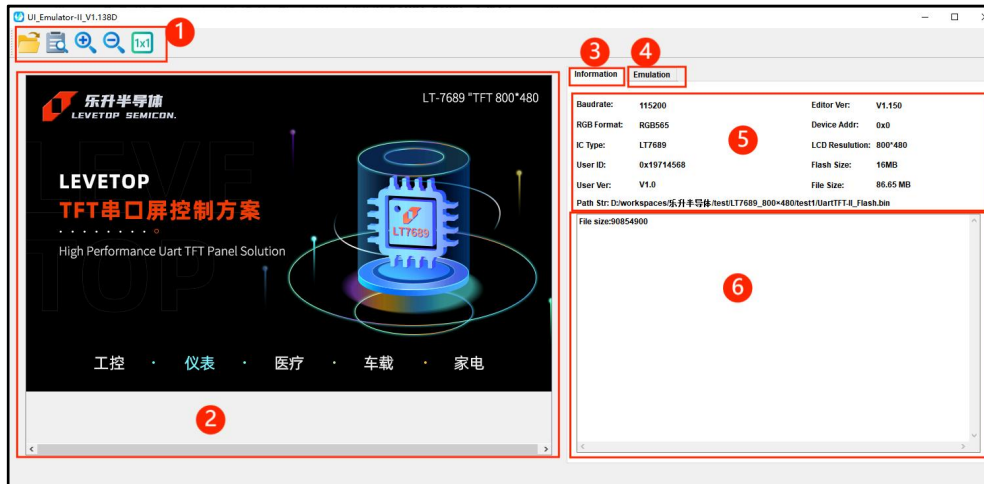 UI_Emulator-II_V1.138D
1
1x1
3
4
Information
Emulation
乐升半导体
LEVETOP SEMICON.
LT-7689 "TFT 800*480
LEVETOP
TFT串口屏控制方案
High Performance Uart TFT Panel Solution
LT7689
工控 · 仪表 · 医疗 · 车载 · 家电
2
Baudrate: 115200 Editor Ver: V1.150
RGB Format: RGB565 Device Addr: 0x0
IC Type: LT7689 LCD Resulution: 800*480
5
User ID: 0x19714568 Flash Size: 16MB
User Ver: V1.0 File Size: 86.65 MB
Path Str: D:/workspaces/乐升半导体/test/LT7689_800×480/test1/UartTFT-II_Flash.bin
File size:90854900
6